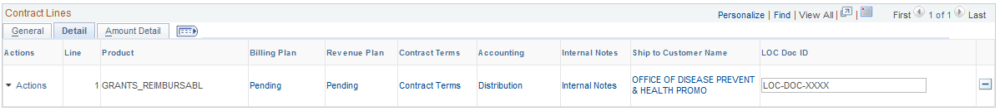 Contract Lines
Personalize | Find | View All | | First 1 of 1 Last
General Detail Amount Detail
Actions Line Product Billing Plan Revenue Plan Contract Terms Accounting Internal Notes Ship to Customer Name LOC Doc ID
Actions 1 GRANTS_REIMBURSABL Pending Pending Contract Terms Distribution Internal Notes OFFICE OF DISEASE PREVENT LOC-DOC-XXXX
& HEALTH PROMO